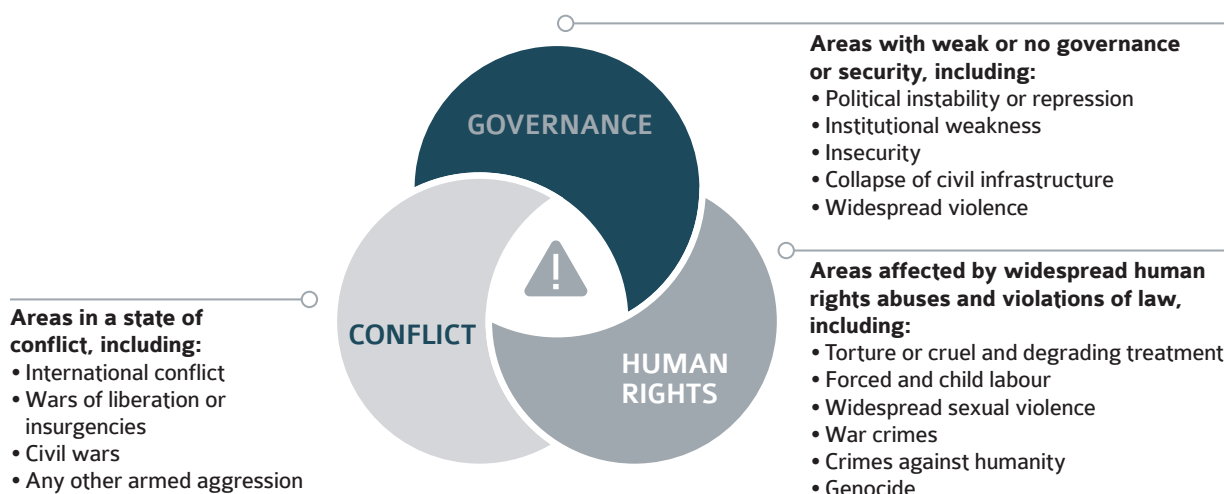 GOVERNANCE
Areas with weak or no governance
or security, including:
• Political instability or repression
• Institutional weakness
• Insecurity
• Collapse of civil infrastructure
• Widespread violence
Areas affected by widespread human
rights abuses and violations of law,
including:
• Torture or cruel and degrading treatment
• Forced and child labour
• Widespread sexual violence
• War crimes
• Crimes against humanity
• Genocide
HUMAN
RIGHTS
CONFLICT
Areas in a state of
conflict, including:
• International conflict
• Wars of liberation or
insurgencies
• Civil wars
• Any other armed aggression